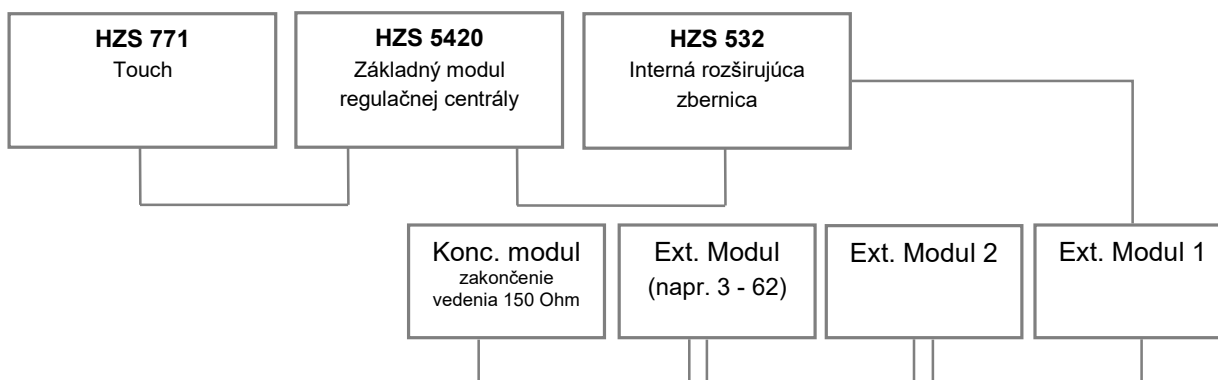 HZS 771
Touch
HZS 5420
Základný modul
regulačnej centrály
HZS 532
Interná rozširujúca
zbernica
Konc. modul
zakončenie
vedenia 150 Ohm
Ext. Modul
(napr. 3 - 62)
Ext. Modul 2
Ext. Modul 1